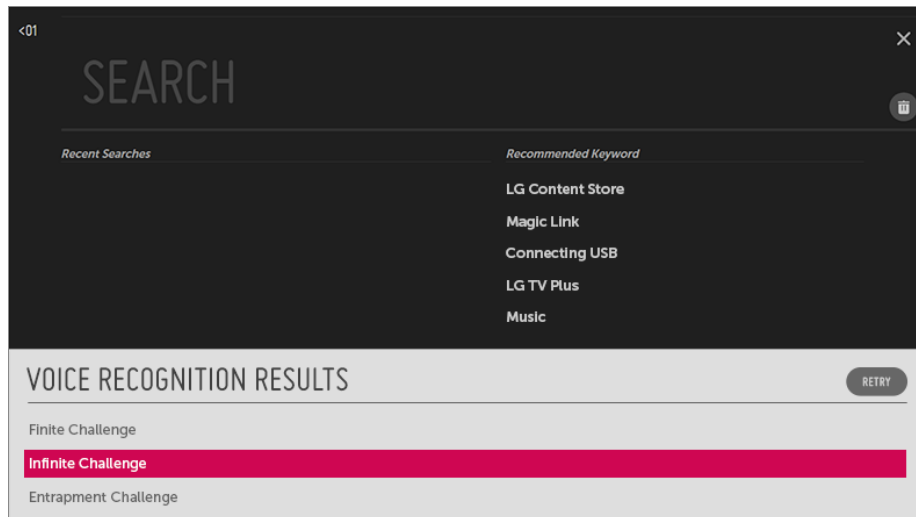 <01
SEARCH
Recent Searches
Recommended Keyword
LG Content Store
Magic Link
Connecting USB
LG TV Plus
Music
VOICE RECOGNITION RESULTS
RETRY
Finite Challenge
Infinite Challenge
Entrapment Challenge